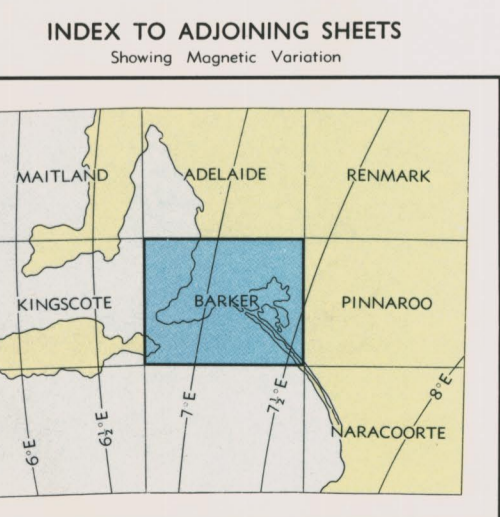 INDEX TO ADJOINING SHEETS
Showing Magnetic Variation
MAITLAND ADELAIDE RENMARK
KINGSCOTE BARKER PINNAROO
NARACOORTE
6°E 6½°E 7°E 7½°E 8°E